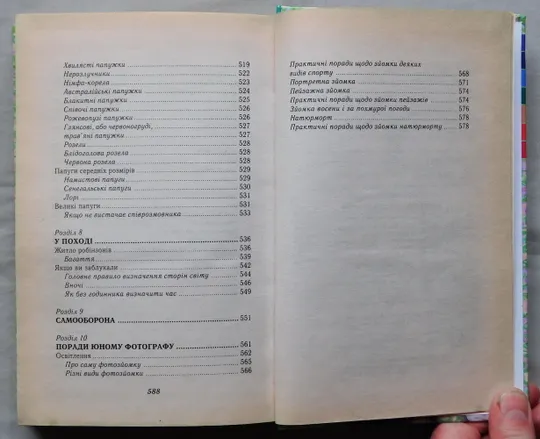 Хвилясті папужки 519
Нерозлучники 522
Німфа-корела 523
Австралійські папужки 524
Блакитні папужки 525
Співочі папужки 526
Рожевопузі папужки 527
Глянсові, або червоногруді,
трав'яні папужки 527
Розели 528
Блідоголова розела 528
Червона розела 528
Папуги середніх розмірів 529
Намистові папуги 530
Сенегальські папуги 531
Лорі 531
Великі папуги 531
Якщо не вистачає співрозмовника 533
Розділ 8
У ПОХОДІ 536
Житло робінзонів 536
Багаття 539
Якщо ви заблукали 542
Головне правило визначення сторін світу 544
Вночі 546
Як без годинника визначити час 549
Розділ 9
САМООБОРОНА 551
Розділ 10
ПОРАДИ ЮНОМУ ФОТОГРАФУ 561
Освітлення 562
Про саму фотозйомку 565
Різні види фотозйомки 566
588
Практичні поради щодо зйомки деяких
видів спорту 568
Портретна зйомка 571
Пейзажна зйомка 574
Практичні поради щодо зйомки пейзажів 574
Зйомка восени і за похмурої погоди 576
Натюрморт 578
Практичні поради щодо зйомки натюрморту 578